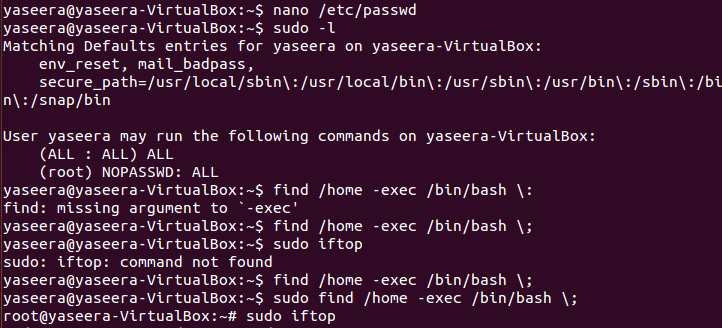 yaseera@yaseera-VirtualBox:~$ nano /etc/passwd
yaseera@yaseera-VirtualBox:~$ sudo -l
Matching Defaults entries for yaseera on yaseera-VirtualBox:
    env_reset, mail_badpass,
    secure_path=/usr/local/sbin\:/usr/local/bin\:/usr/sbin\:/usr/bin\:/sbin\:/bi
n\:/snap/bin

User yaseera may run the following commands on yaseera-VirtualBox:
    (ALL : ALL) ALL
    (root) NOPASSWD: ALL
yaseera@yaseera-VirtualBox:~$ find /home -exec /bin/bash \:
find: missing argument to `-exec'
yaseera@yaseera-VirtualBox:~$ find /home -exec /bin/bash \;
yaseera@yaseera-VirtualBox:~$ sudo iftop
sudo: iftop: command not found
yaseera@yaseera-VirtualBox:~$ find /home -exec /bin/bash \;
yaseera@yaseera-VirtualBox:~$ sudo find /home -exec /bin/bash \;
root@yaseera-VirtualBox:~# sudo iftop